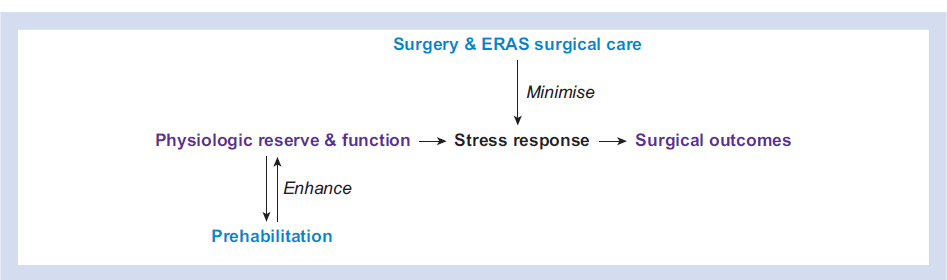 Surgery & ERAS surgical care
Minimise
Physiologic reserve & function
Stress response
Surgical outcomes
Enhance
Prehabilitation